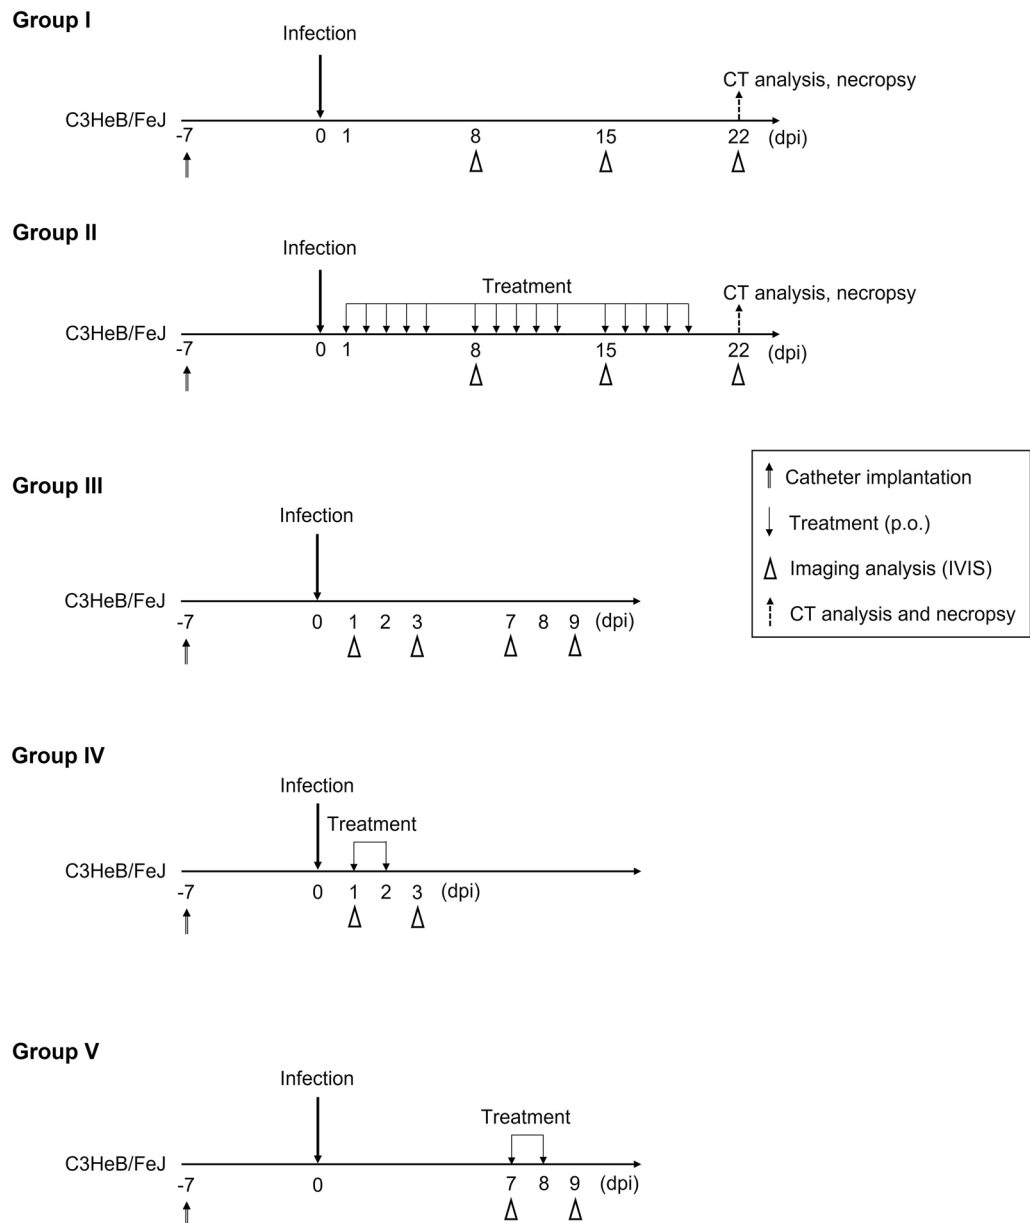 Group I
Infection
CT analysis, necropsy
C3HeB/FeJ
-7 0 1 8 15 22 (dpi)
Group II
Infection
Treatment
CT analysis, necropsy
C3HeB/FeJ
-7 0 1 8 15 22 (dpi)
Group III
Infection
C3HeB/FeJ
-7 0 1 2 3 7 8 9 (dpi)
Catheter implantation
Treatment (p.o.)
Imaging analysis (IVIS)
CT analysis and necropsy
Group IV
Infection
Treatment
C3HeB/FeJ
-7 0 1 2 3 (dpi)
Group V
Infection
Treatment
C3HeB/FeJ
-7 0 7 8 9 (dpi)